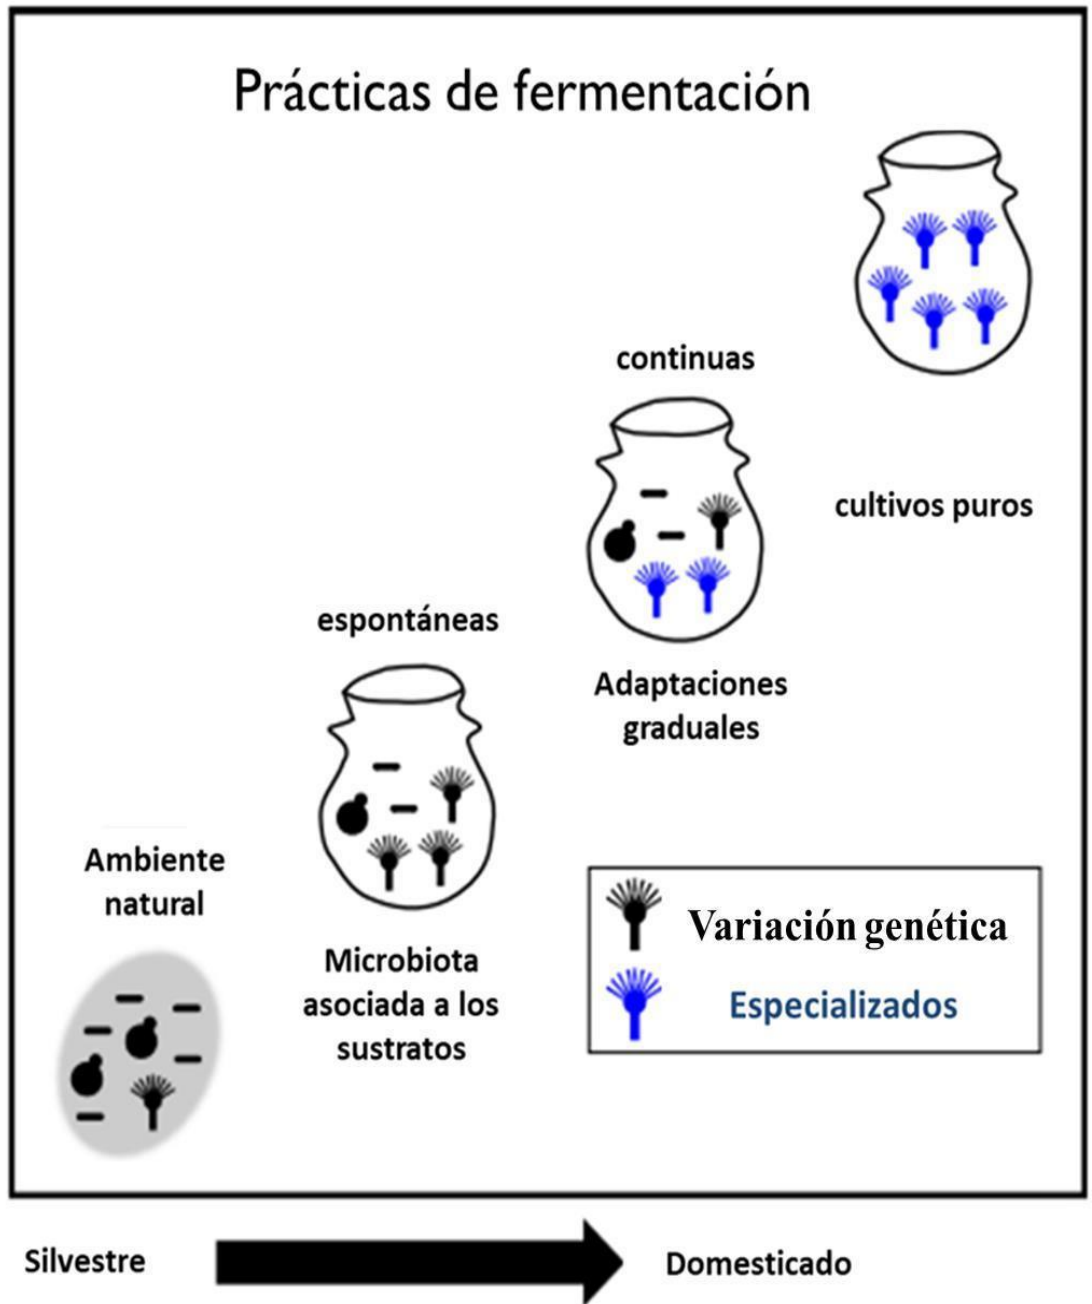 Prácticas de fermentación
continuas
cultivos puros
espontáneas
Adaptaciones
graduales
Ambiente
natural
Microbiota
asociada a los
sustratos
Variación genética
Especializados
Silvestre
Domesticado